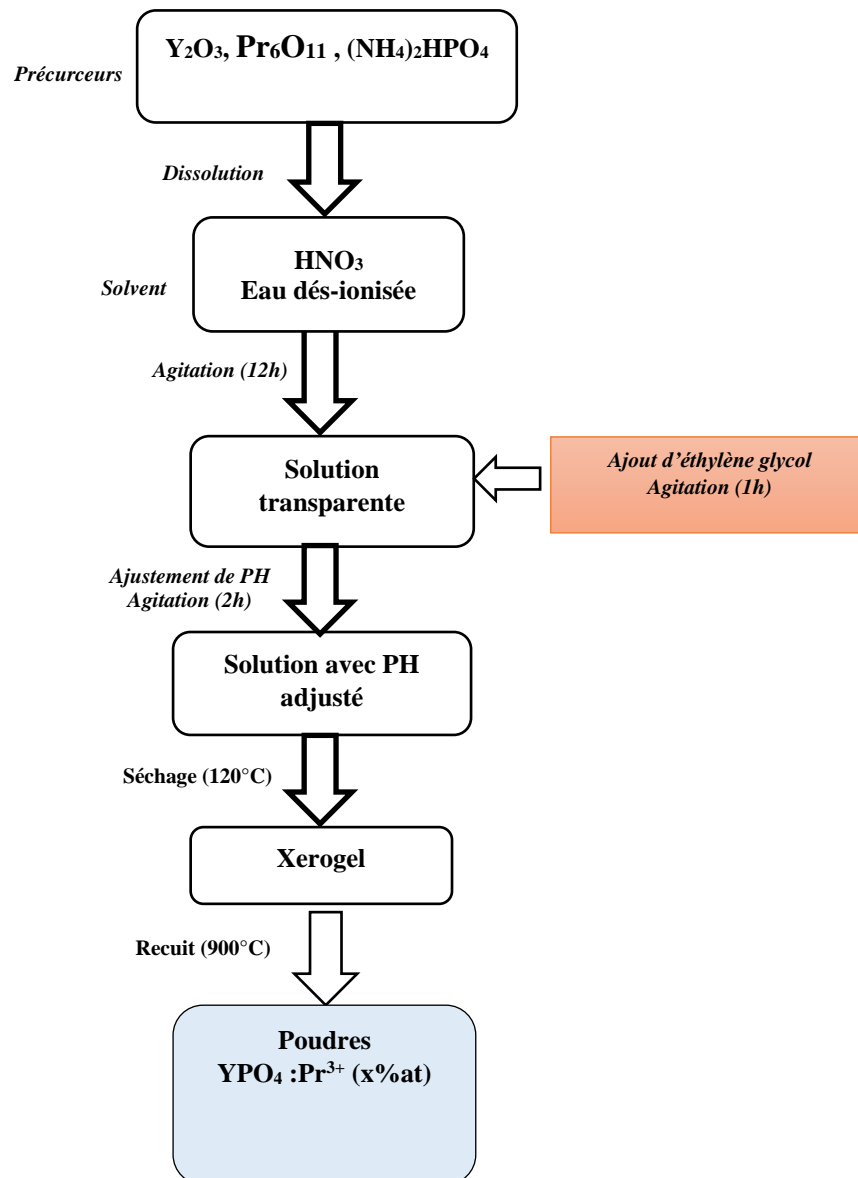 Y₂O₃, Pr₆O₁₁ , (NH₄)₂HPO₄
Précurceurs
Dissolution
HNO₃
Eau dés-ionisée
Solvent
Agitation (12h)
Solution
transparente
Ajout d’éthylène glycol
Agitation (1h)
Ajustement de PH
Agitation (2h)
Solution avec PH
adjusté
Séchage (120°C)
Xerogel
Recuit (900°C)
Poudres
YPO₄ :Pr³⁺ (x%at)